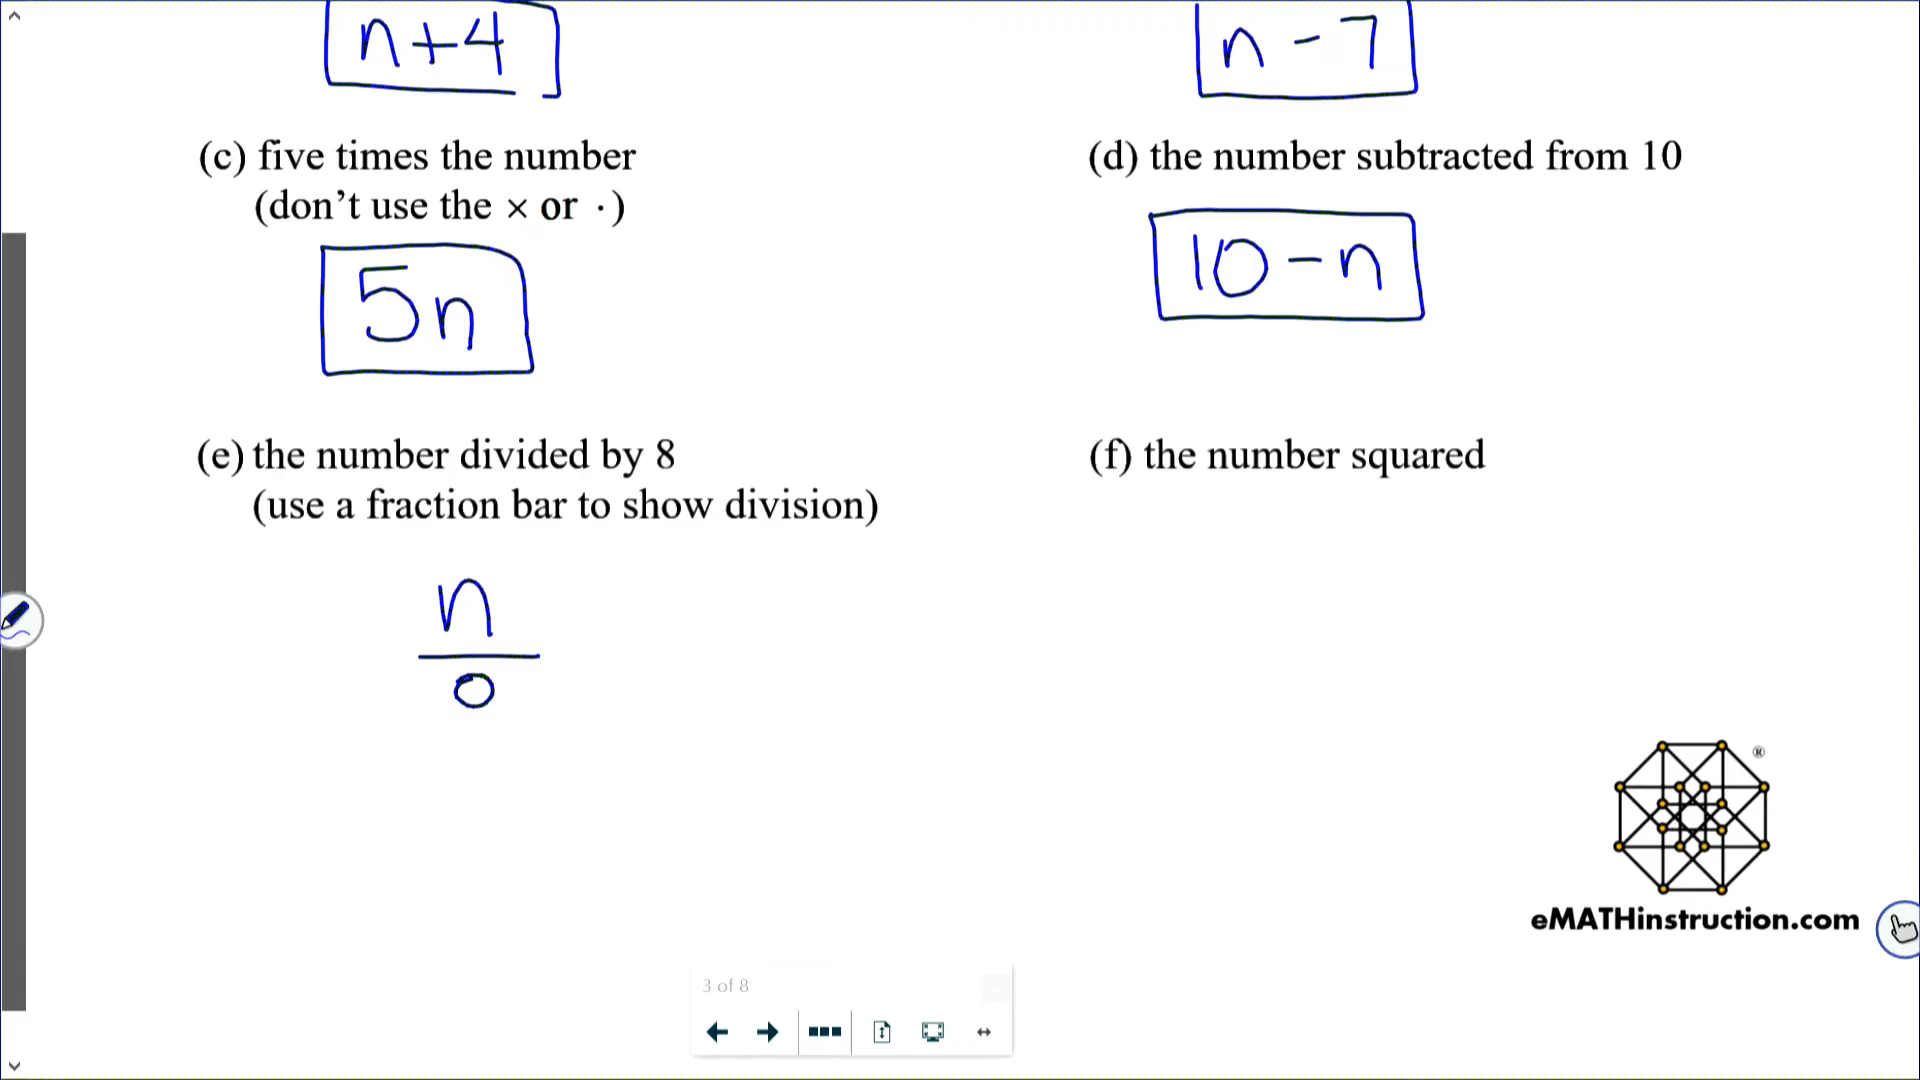 n+4
n-7
(c) five times the number
(don’t use the × or ·)
5n
(d) the number subtracted from 10
10-n
(e) the number divided by 8
(use a fraction bar to show division)
n
0
(f) the number squared
®
eMATHinstruction.com
3 of 8